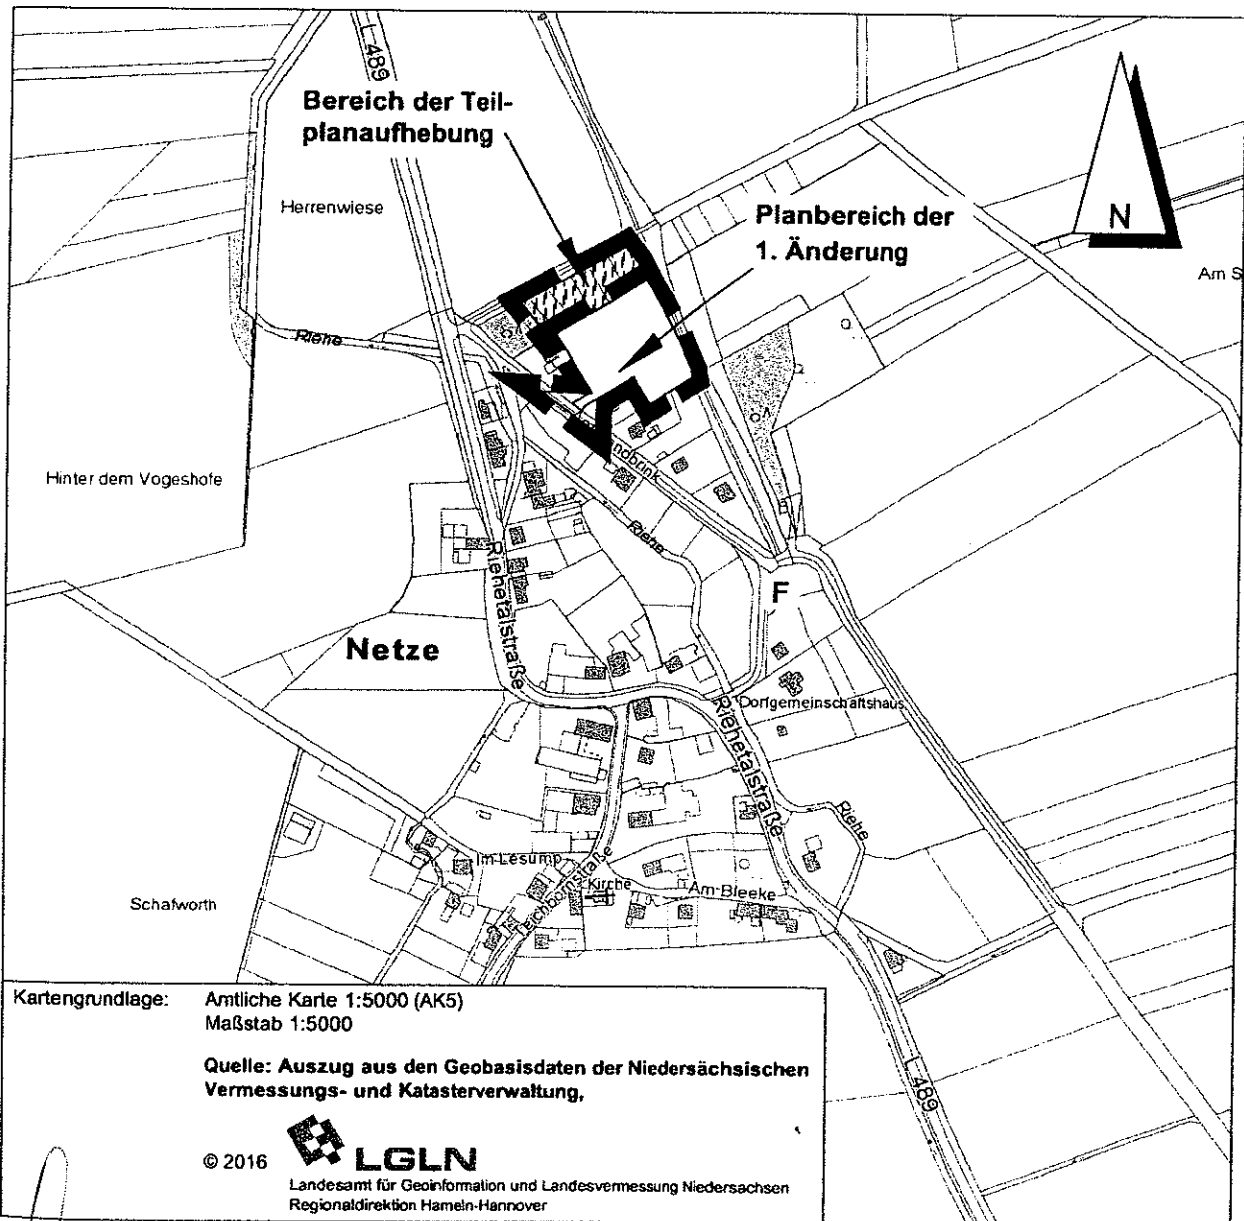 L 489
Bereich der Teil-
planaufhebung
Herrenwiese
Planbereich der
1. Änderung
N
Am S
Riehe
Hinter dem Vogeshofe
ndbrink
Riehe
Riehetalstraße
F
Netze
Dorfgemeinschaftshaus
Riehetalstraße
Riehe
Im Lesump
Kirche
Am Bleeke
Teichbornstraße
Schafworth
L 489
Kartengrundlage: Amtliche Karte 1:5000 (AK5)
Maßstab 1:5000
Quelle: Auszug aus den Geobasisdaten der Niedersächsischen
Vermessungs- und Katasterverwaltung,
© 2016 LGLN
Landesamt für Geoinformation und Landesvermessung Niedersachsen
Regionaldirektion Hameln-Hannover